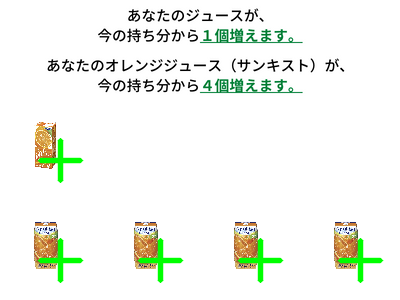 あなたのジュースが、
今の持ち分から１個増えます。
あなたのオレンジジュース（サンキスト）が、
今の持ち分から４個増えます。